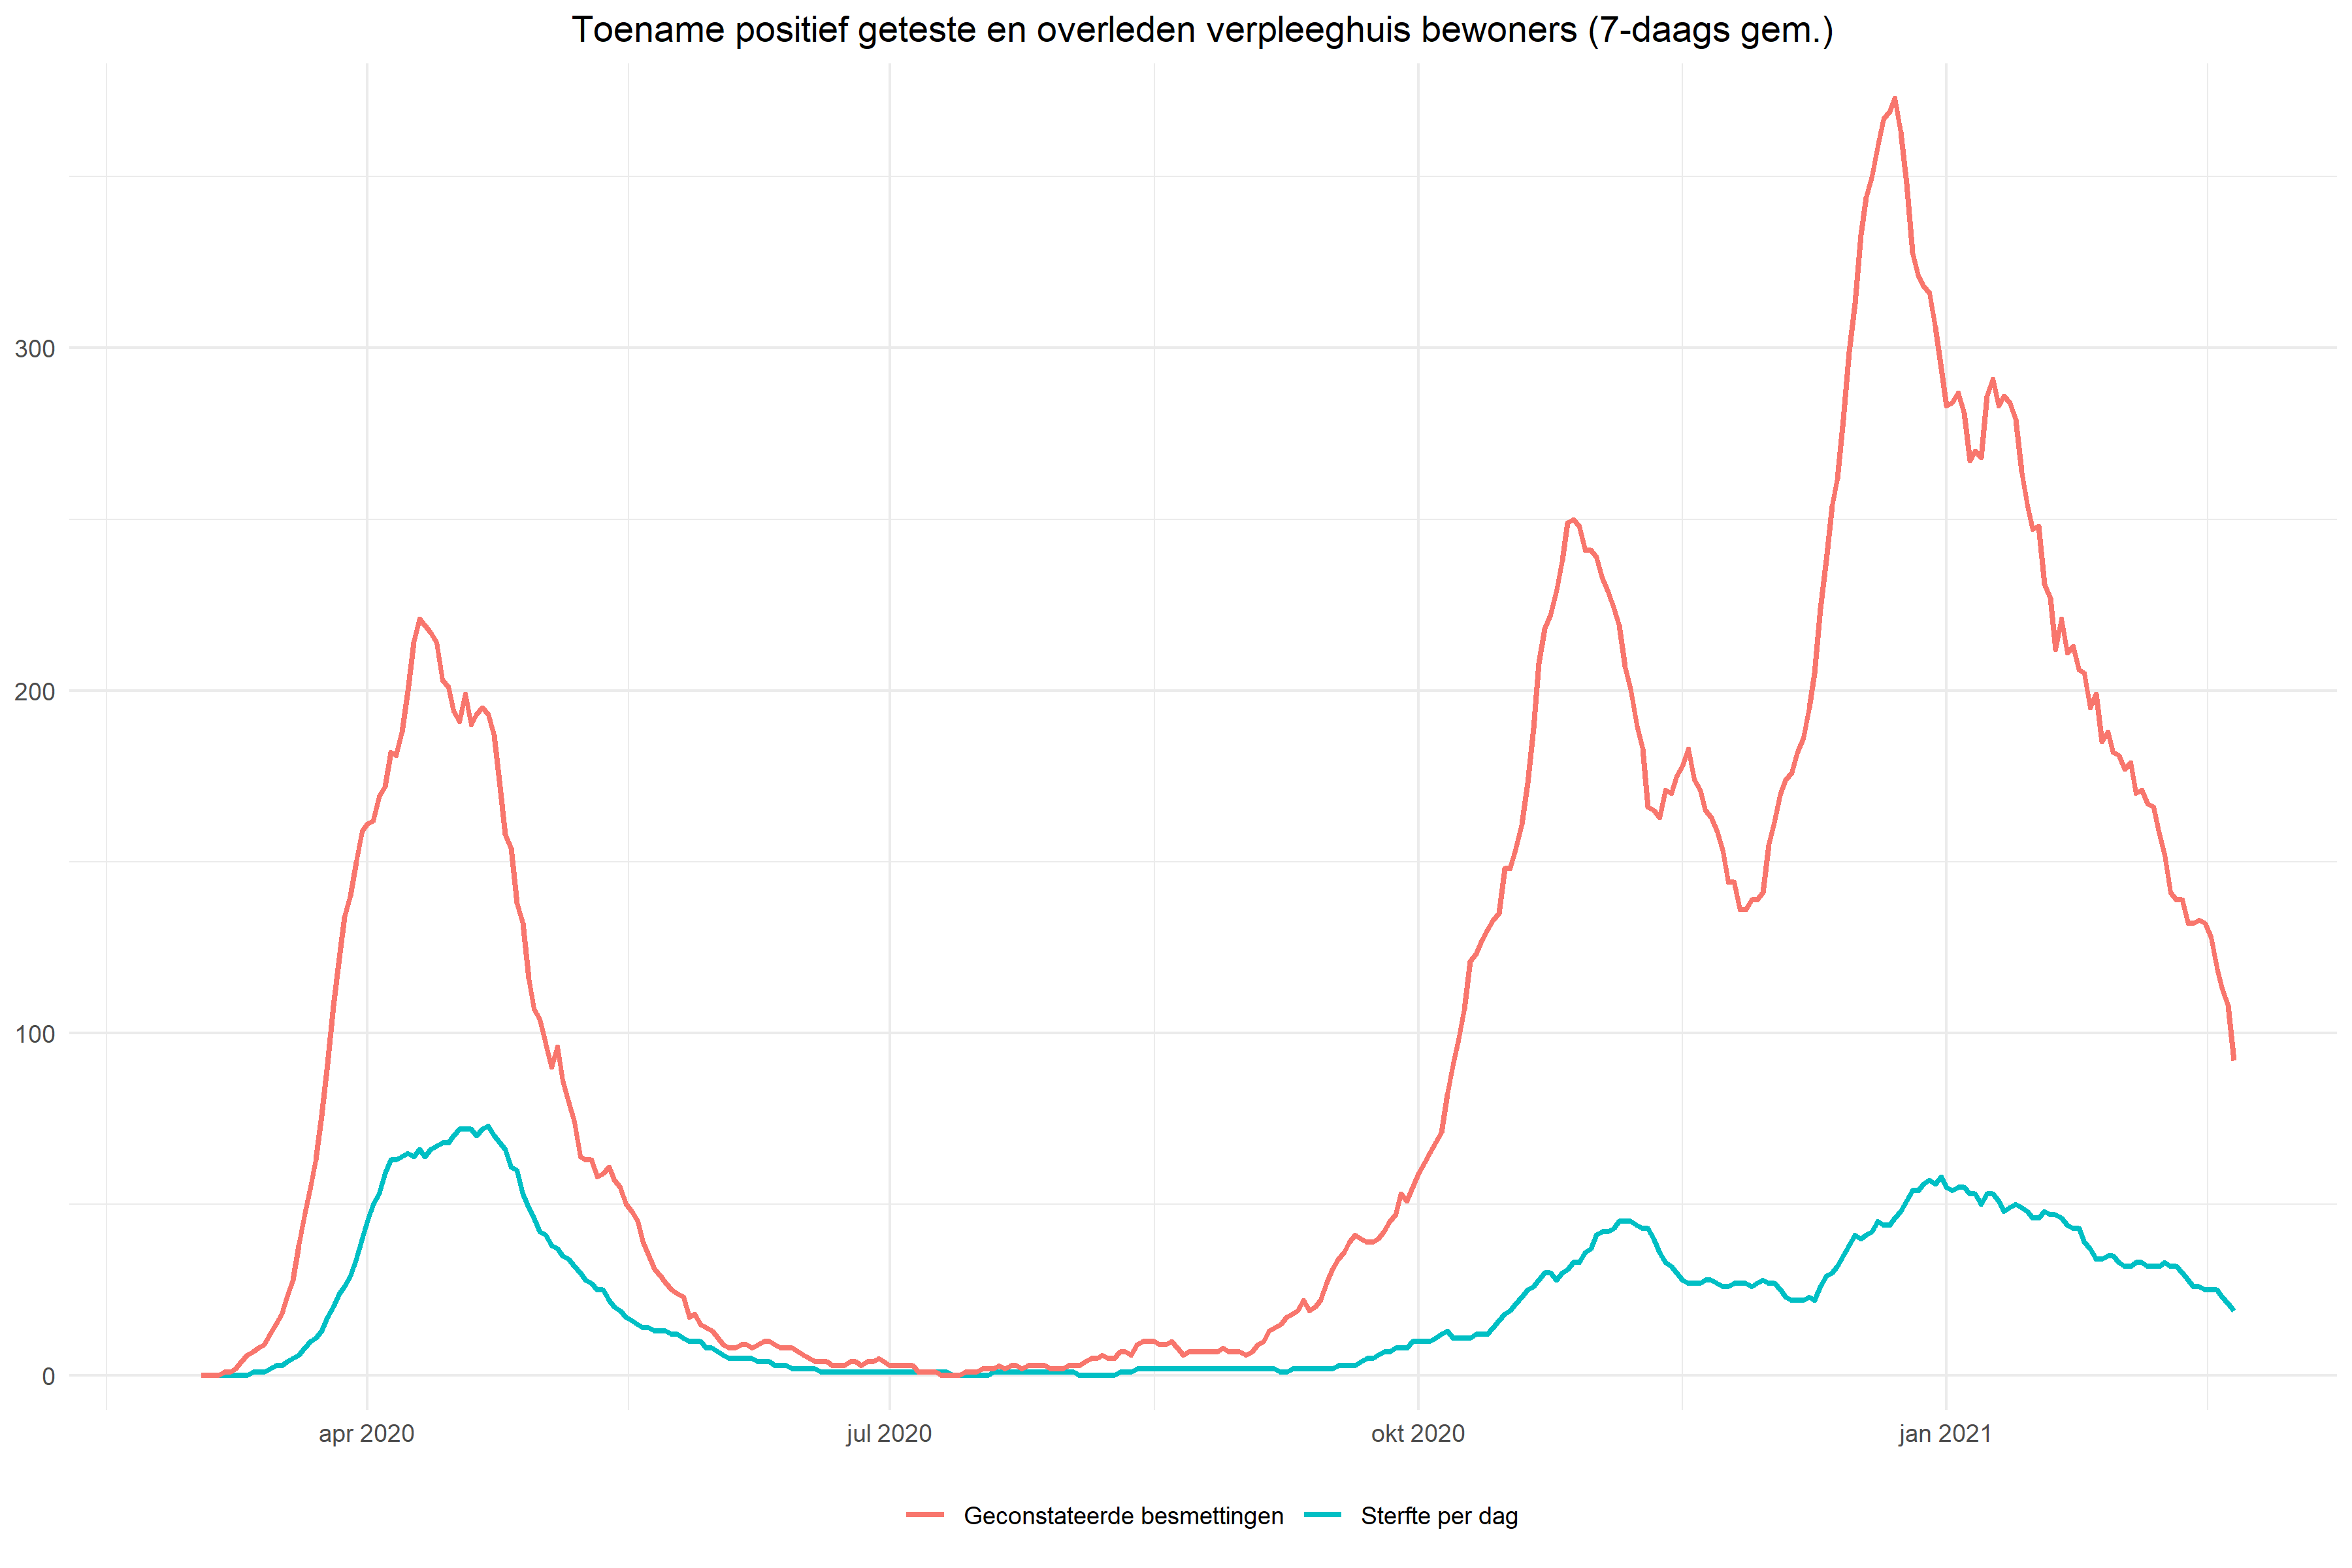 Toename positief geteste en overleden verpleeghuis bewoners (7-daags gem.)
300
200
100
0
apr 2020 jul 2020 okt 2020 jan 2021
Geconstateerde besmettingen Sterfte per dag